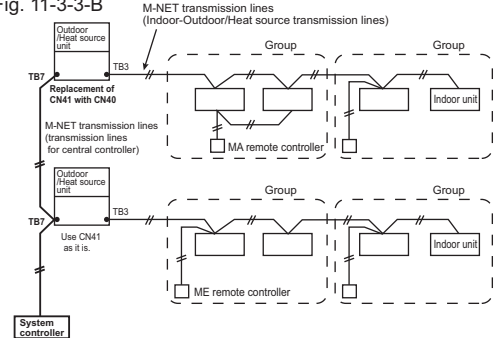 Fig. 11-3-3-B
M-NET transmission lines
(Indoor-Outdoor/Heat source transmission lines)
Outdoor
/Heat source
unit
TB7
TB3
Replacement of
CN41 with CN40
Group
Group
Indoor unit
MA remote controller
M-NET transmission lines
(transmission lines
for central controller)
Outdoor
/Heat source
unit
TB7
TB3
Use CN41
as it is.
Group
Group
Indoor unit
ME remote controller
System
controller